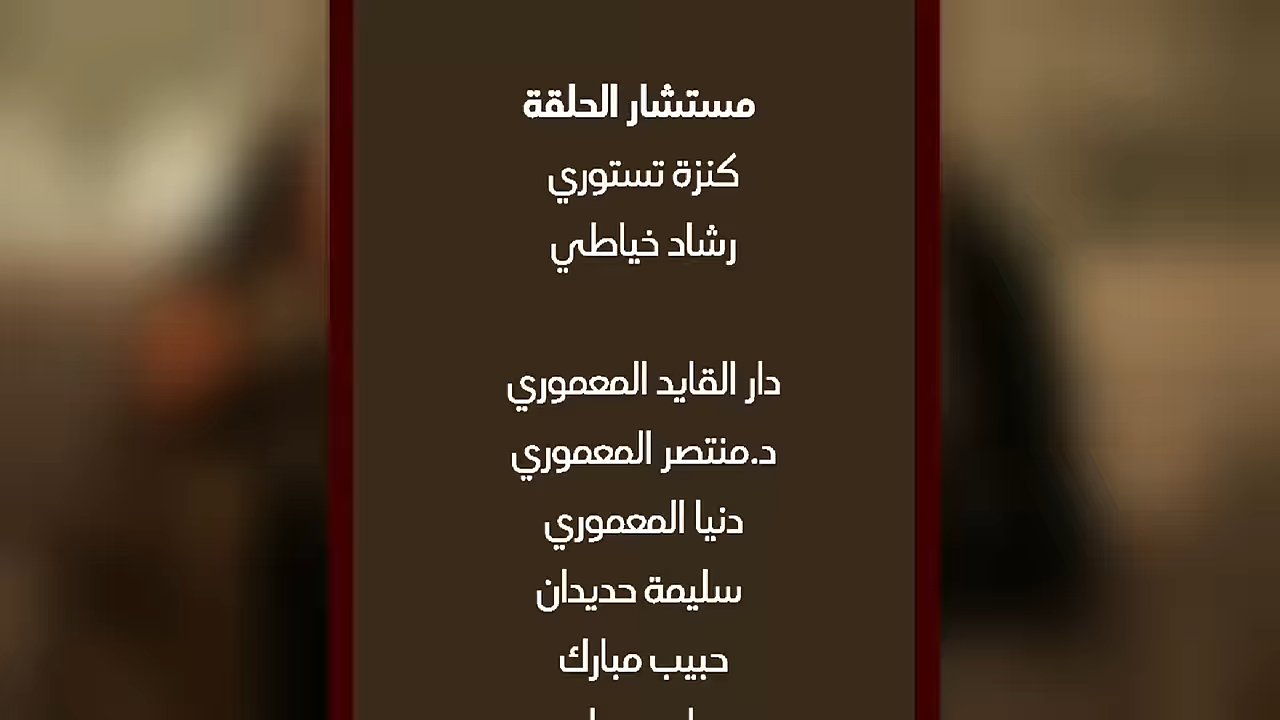 مستشار الحلقة
كنزة تستوري
رشاد خياطي
دار القايد المعموري
د.منتصر المعموري
دنيا المعموري
سليمة حديدان
حبيب مبارك